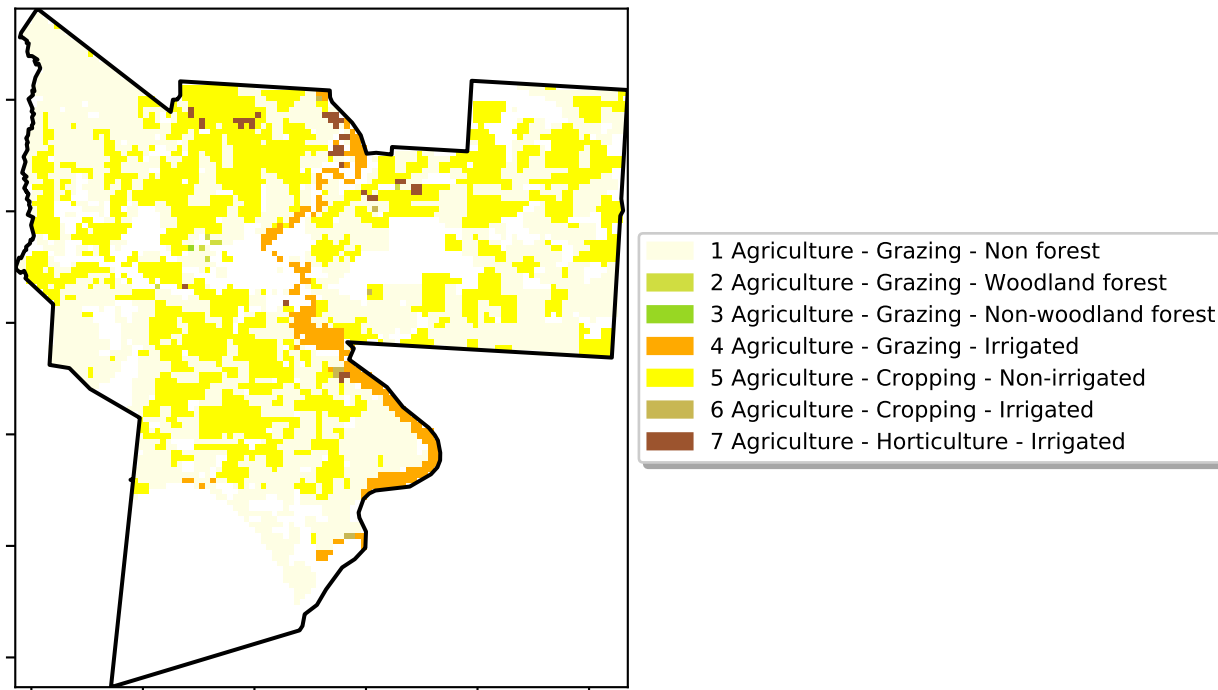 1 Agriculture - Grazing - Non forest
2 Agriculture - Grazing - Woodland forest
3 Agriculture - Grazing - Non-woodland forest
4 Agriculture - Grazing - Irrigated
5 Agriculture - Cropping - Non-irrigated
6 Agriculture - Cropping - Irrigated
7 Agriculture - Horticulture - Irrigated